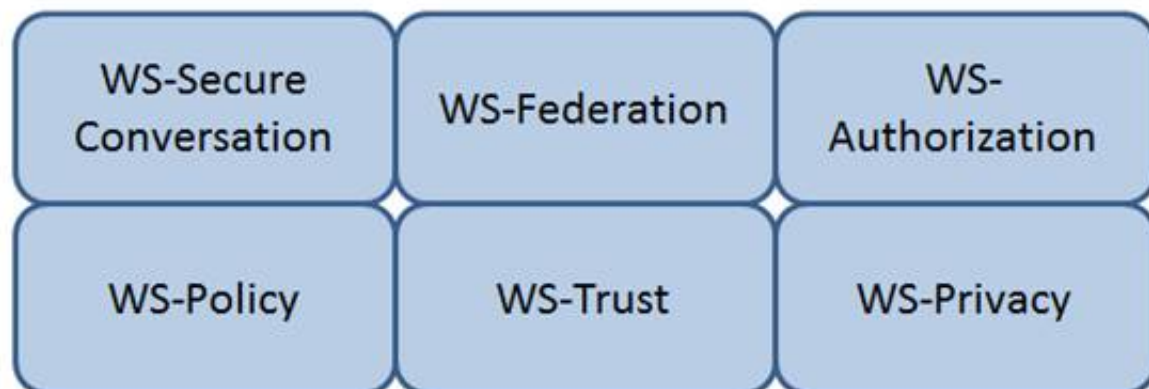 WS-Secure
Conversation
WS-Federation
WS-
Authorization
WS-Policy
WS-Trust
WS-Privacy